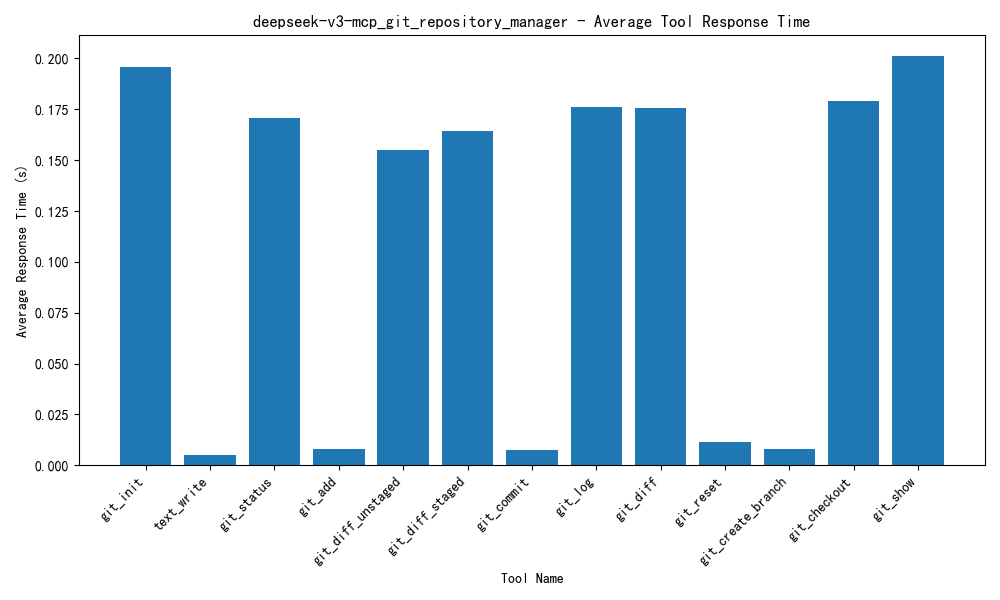 deepseek-v3-mcp_git_repository_manager - Average Tool Response Time
Average Response Time (s)
0.200
0.175
0.150
0.125
0.100
0.075
0.050
0.025
0.000
git_init
text_write
git_status
git_add
git_diff_unstaged
git_diff_staged
git_commit
git_log
git_diff
git_reset
git_create_branch
git_checkout
git_show
Tool Name